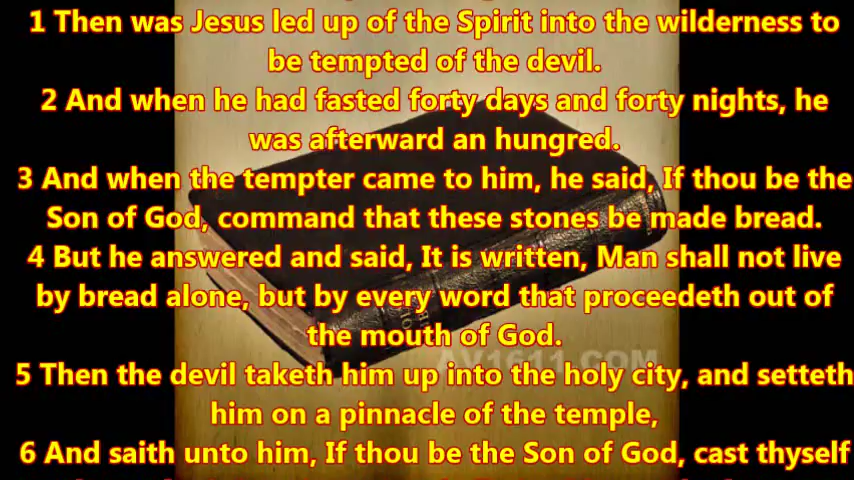 1 Then was Jesus led up of the Spirit into the wilderness to
be tempted of the devil.
2 And when he had fasted forty days and forty nights, he
was afterward an hungred.
3 And when the tempter came to him, he said, If thou be the
Son of God, command that these stones be made bread.
4 But he answered and said, It is written, Man shall not live
by bread alone, but by every word that proceedeth out of
the mouth of God.
AV1611.COM
5 Then the devil taketh him up into the holy city, and setteth
him on a pinnacle of the temple,
6 And saith unto him, If thou be the Son of God, cast thyself